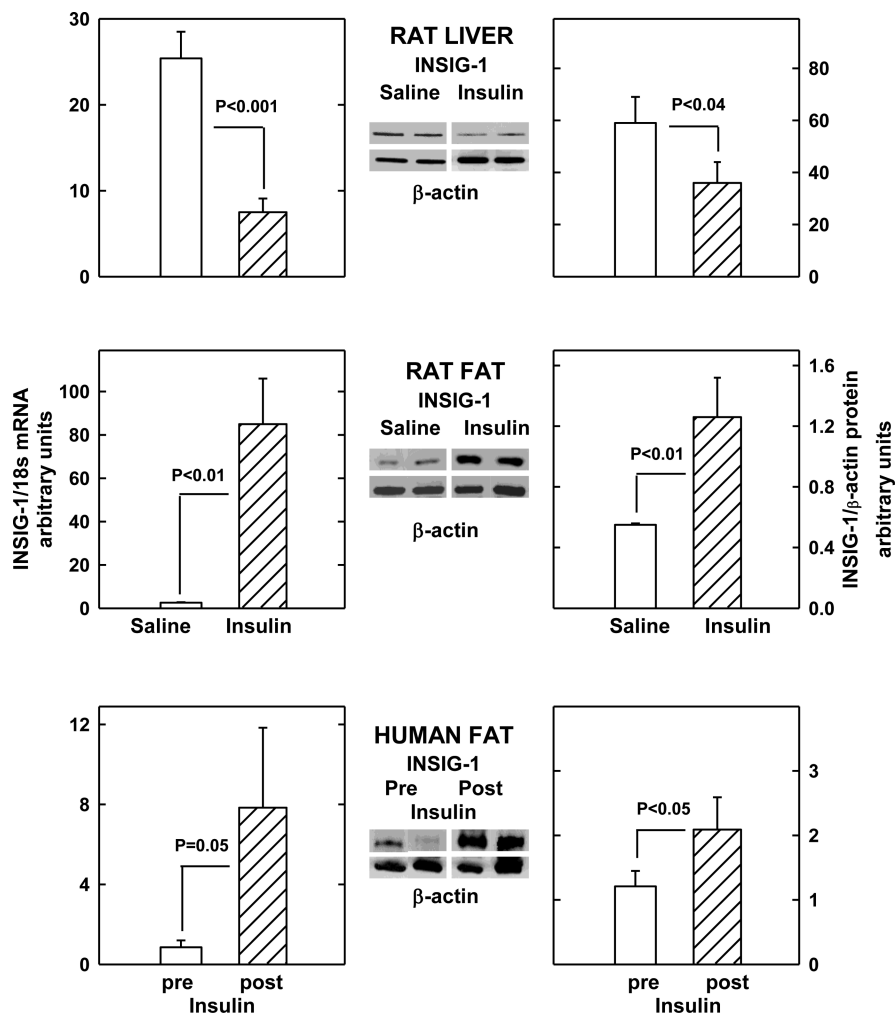 RAT LIVER
INSIG-1
Saline Insulin
β-actin
30
20
10
0
P<0.001
P<0.04
80
60
40
20
0
RAT FAT
INSIG-1
Saline Insulin
β-actin
INSIG-1/18s mRNA
arbitrary units
100
80
60
40
20
0
P<0.01
Saline Insulin
P<0.01
Saline Insulin
1.6
1.2
0.8
0.4
0.0
INSIG-1/β-actin protein
arbitrary units
HUMAN FAT
INSIG-1
Pre Post
Insulin
β-actin
12
8
4
0
P=0.05
pre post
Insulin
P<0.05
pre post
Insulin
3
2
1
0